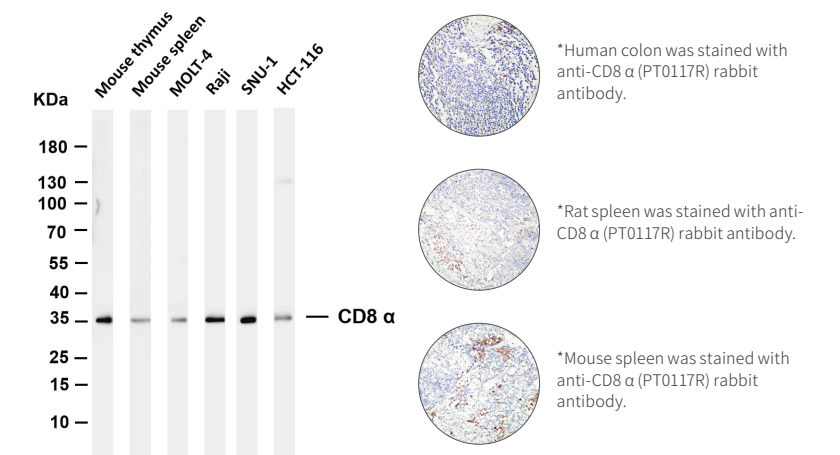 Mouse thymus
Mouse spleen
MOLT-4
Raji
SNU-1
HCT-116
KDa
180
130
100
70
55
40
35
25
15
10
CD8 α
*Human colon was stained with
anti-CD8 α (PT0117R) rabbit
antibody.
*Rat spleen was stained with anti-
CD8 α (PT0117R) rabbit antibody.
*Mouse spleen was stained with
anti-CD8 α (PT0117R) rabbit
antibody.